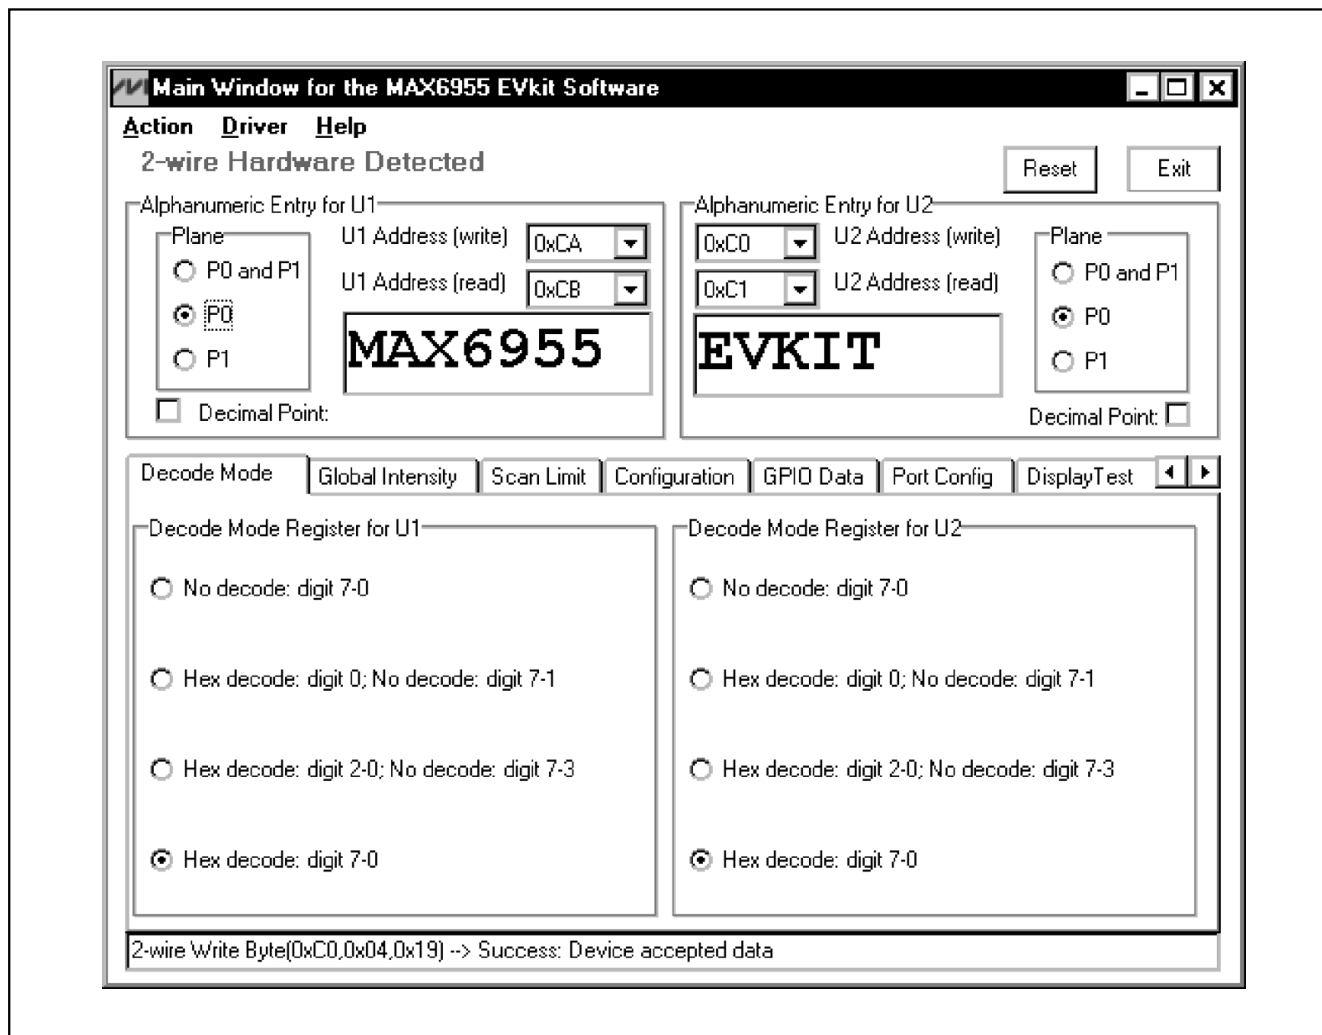 Main Window for the MAX6955 EVkit Software
Action Driver Help
2-wire Hardware Detected
Reset Exit
Alphanumeric Entry for U1
Plane
P0 and P1
P0
P1
U1 Address (write) 0xCA
U1 Address (read) 0xCB
MAX6955
Decimal Point:
Alphanumeric Entry for U2
0xC0 U2 Address (write)
0xC1 U2 Address (read)
EVKIT
Plane
P0 and P1
P0
P1
Decimal Point:
Decode Mode Global Intensity Scan Limit Configuration GPIO Data Port Config DisplayTest
Decode Mode Register for U1
No decode: digit 7-0
Hex decode: digit 0; No decode: digit 7-1
Hex decode: digit 2-0; No decode: digit 7-3
Hex decode: digit 7-0
Decode Mode Register for U2
No decode: digit 7-0
Hex decode: digit 0; No decode: digit 7-1
Hex decode: digit 2-0; No decode: digit 7-3
Hex decode: digit 7-0
2-wire Write Byte(0xC0,0x04,0x19) --> Success: Device accepted data